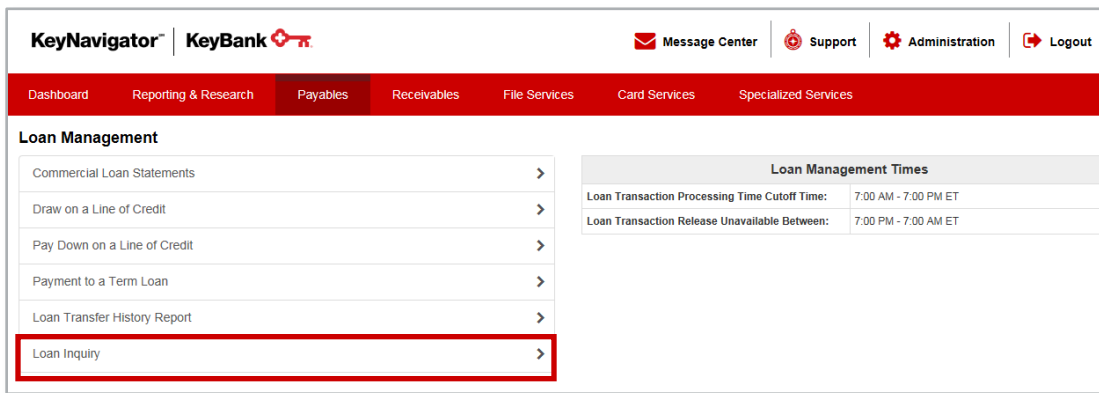 KeyNavigator℠ KeyBank
Message Center Support Administration Logout
Dashboard Reporting & Research Payables Receivables File Services Card Services Specialized Services
Loan Management
Commercial Loan Statements
Draw on a Line of Credit
Pay Down on a Line of Credit
Payment to a Term Loan
Loan Transfer History Report
Loan Inquiry
Loan Management Times
Loan Transaction Processing Time Cutoff Time: 7:00 AM - 7:00 PM ET
Loan Transaction Release Unavailable Between: 7:00 PM - 7:00 AM ET